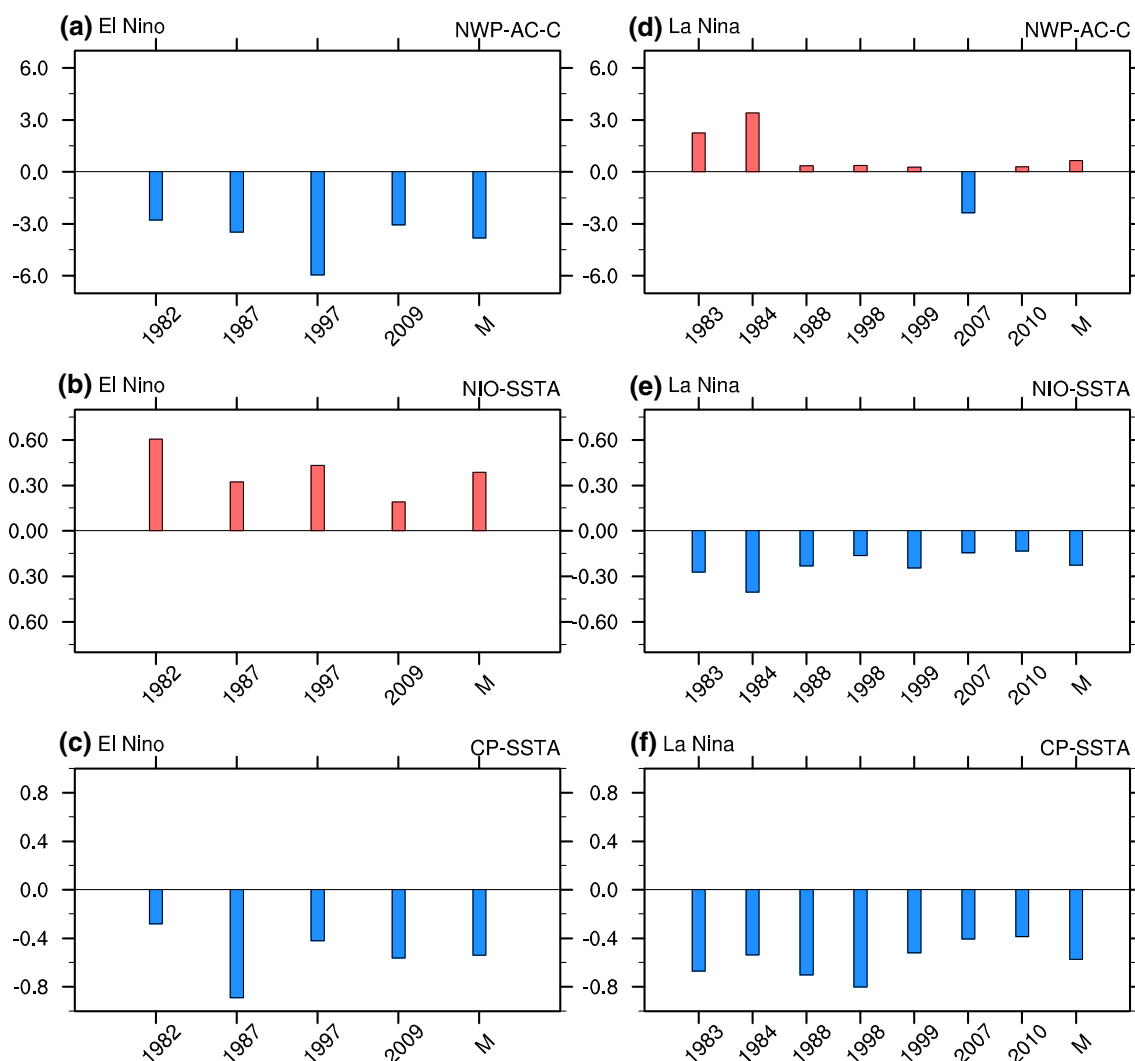 (a) El Nino NWP-AC-C
6.0
3.0
0.0
-3.0
-6.0
1982 1987 1997 2009 M
(d) La Nina NWP-AC-C
6.0
3.0
0.0
-3.0
-6.0
1983 1984 1988 1998 1999 2007 2010 M
(b) El Nino NIO-SSTA
0.60
0.30
0.00
0.30
0.60
1982 1987 1997 2009 M
(e) La Nina NIO-SSTA
0.60
0.30
0.00
-0.30
-0.60
1983 1984 1988 1998 1999 2007 2010 M
(c) El Nino CP-SSTA
0.8
0.4
0.0
-0.4
-0.8
1982 1987 1997 2009 M
(f) La Nina CP-SSTA
0.8
0.4
0.0
-0.4
-0.8
1983 1984 1988 1998 1999 2007 2010 M